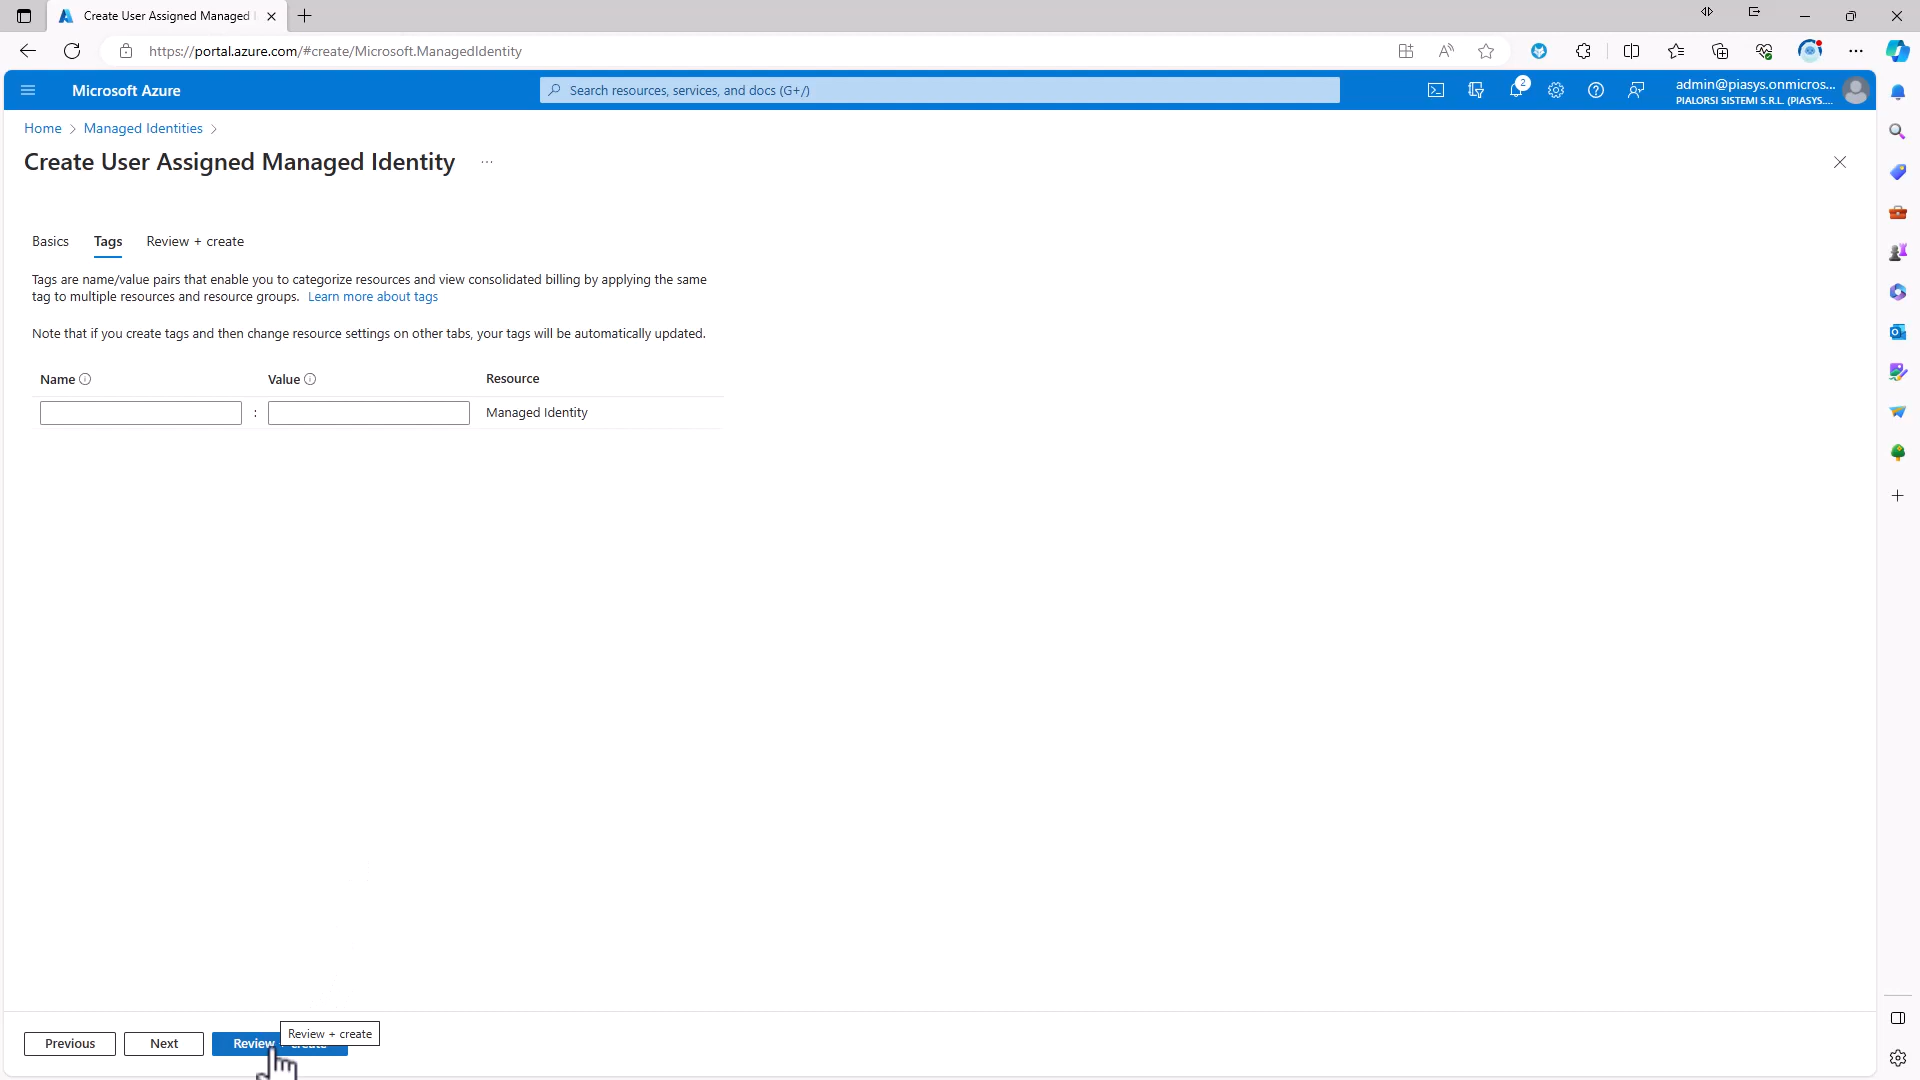 Create User Assigned Managed I
https://portal.azure.com/#create/Microsoft.ManagedIdentity
Microsoft Azure
Search resources, services, and docs (G+/)
2
admin@piasys.onmicros...
PIALORSI SISTEMI S.R.L. (PIASYS....
Home > Managed Identities >
Create User Assigned Managed Identity ...
Basics Tags Review + create
Tags are name/value pairs that enable you to categorize resources and view consolidated billing by applying the same
tag to multiple resources and resource groups. Learn more about tags
Note that if you create tags and then change resource settings on other tabs, your tags will be automatically updated.
Name Value Resource
: Managed Identity
Review + create
Previous Next Review